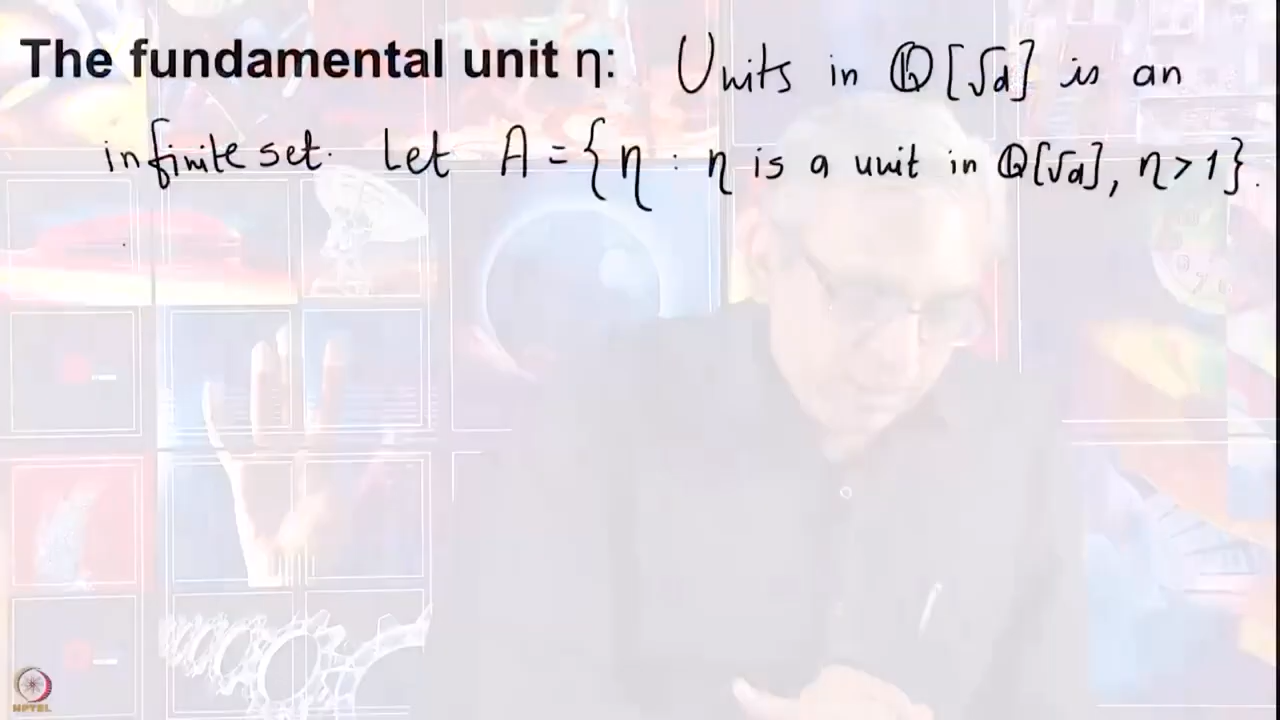 The fundamental unit η: Units in ℚ[√d] is an
infinite set. Let A = {η : η is a unit in ℚ[√d], η > 1}.
NPTEL